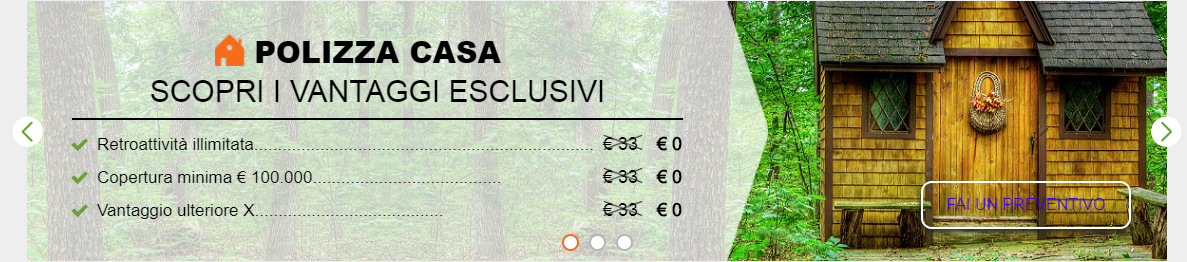 POLIZZA CASA
SCOPRI I VANTAGGI ESCLUSIVI
Retroattività illimitata.......................................................................... € 33 € 0
Copertura minima € 100.000......................................... € 33 € 0
Vantaggio ulteriore X......................................... € 33 € 0
FAI UN PREVENTIVO